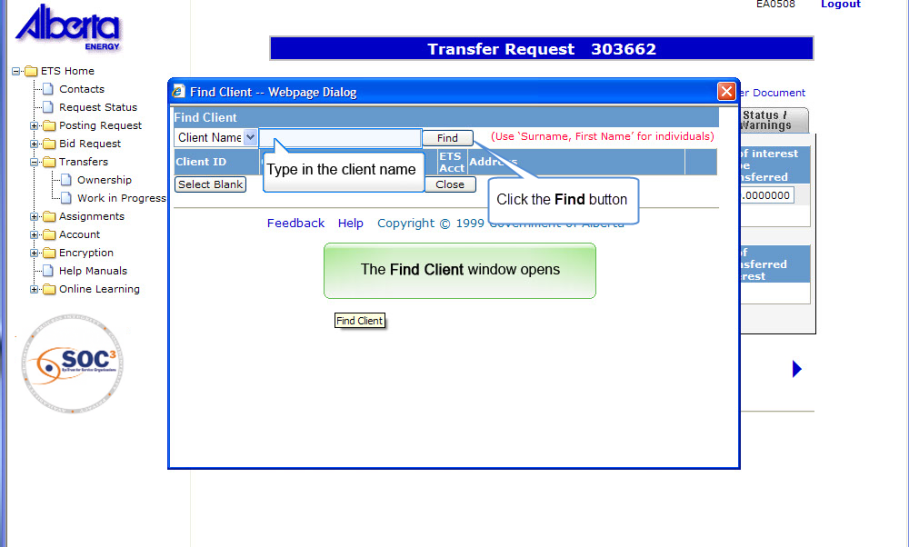 EA0508 Logout
Alberta
ENERGY
Transfer Request 303662
ETS Home
Contacts
Request Status
Posting Request
Bid Request
Transfers
Ownership
Work in Progress
Assignments
Account
Encryption
Help Manuals
Online Learning
SOC3
Find Client -- Webpage Dialog
Find Client
Client Name
Find
(Use 'Surname, First Name' for individuals)
Client ID
ETS
Acct
Address
Select Blank
Close
Type in the client name
Click the Find button
Feedback Help Copyright © 1999 Government of Alberta
The Find Client window opens
Find Client
Document
Status /
Warnings
of interest
.0000000